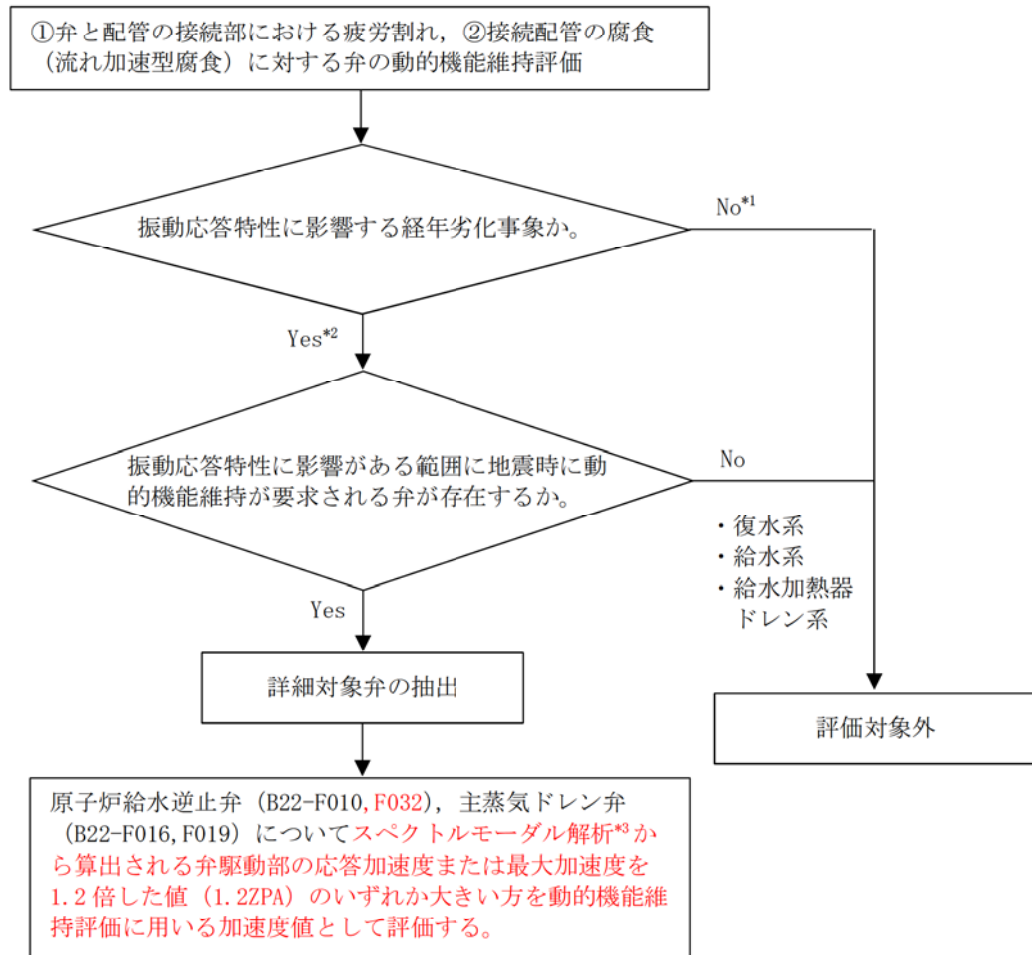 ①弁と配管の接続部における疲労割れ，②接続配管の腐食
（流れ加速型腐食）に対する弁の動的機能維持評価
振動応答特性に影響する経年劣化事象か。
No*1
Yes*2
振動応答特性に影響がある範囲に地震時に動
的機能維持が要求される弁が存在するか。
No
・復水系
・給水系
・給水加熱器
ドレン系
Yes
詳細対象弁の抽出
評価対象外
原子炉給水逆止弁（B22-F010,F032），主蒸気ドレン弁
（B22-F016,F019）についてスペクトルモーダル解析*3か
ら算出される弁駆動部の応答加速度または最大加速度を
1.2倍した値（1.2ZPA）のいずれか大きい方を動的機能維
持評価に用いる加速度値として評価する。